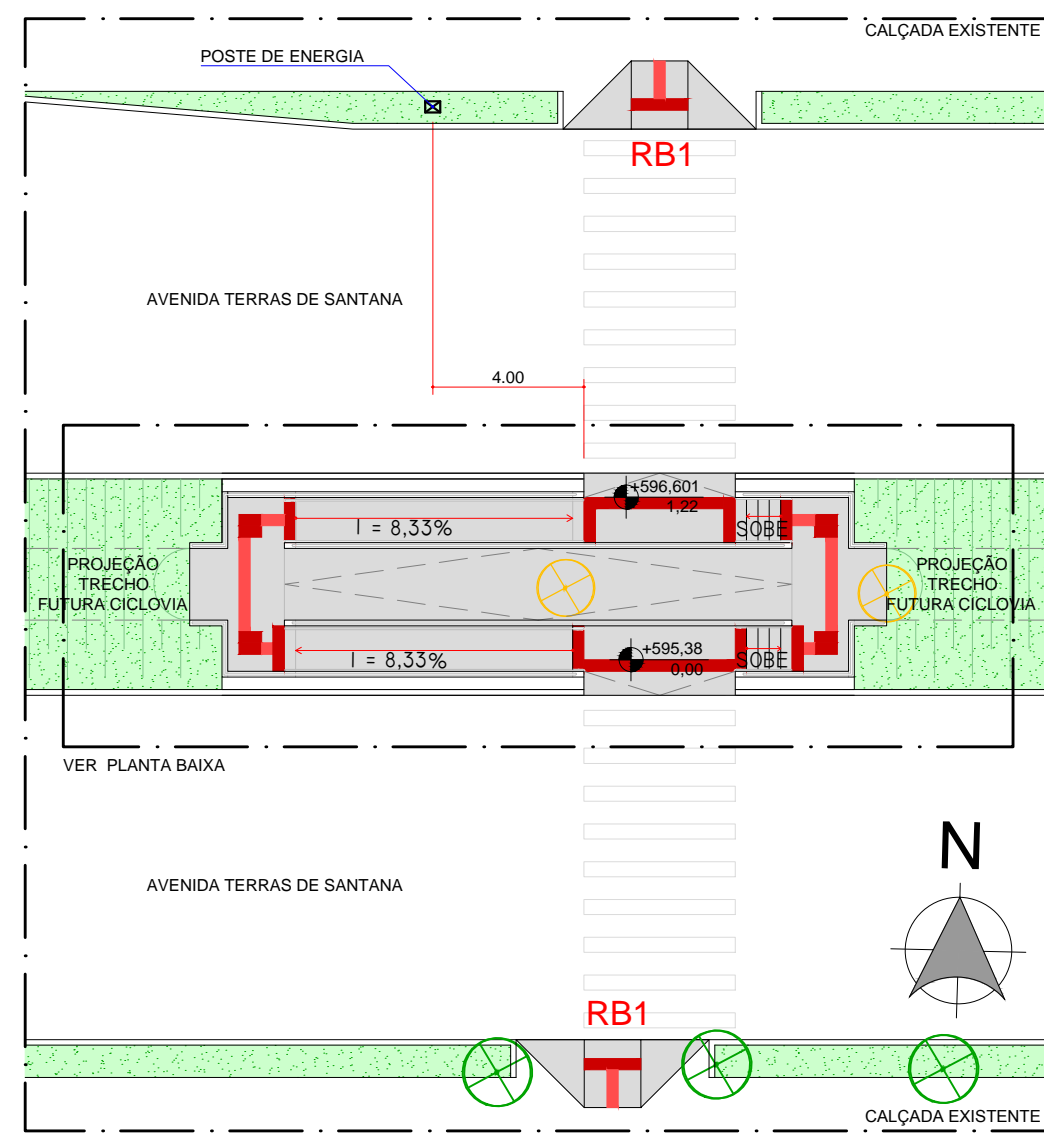 CALÇADA EXISTENTE
POSTE DE ENERGIA
RB1
AVENIDA TERRAS DE SANTANA
4.00
+596,601
1,22
I = 8,33%
SOBE
PROJEÇÃO
TRECHO
FUTURA CICLOVIA
PROJEÇÃO
TRECHO
FUTURA CICLOVIA
+595,38
0,00
I = 8,33%
SOBE
VER PLANTA BAIXA
N
AVENIDA TERRAS DE SANTANA
RB1
CALÇADA EXISTENTE